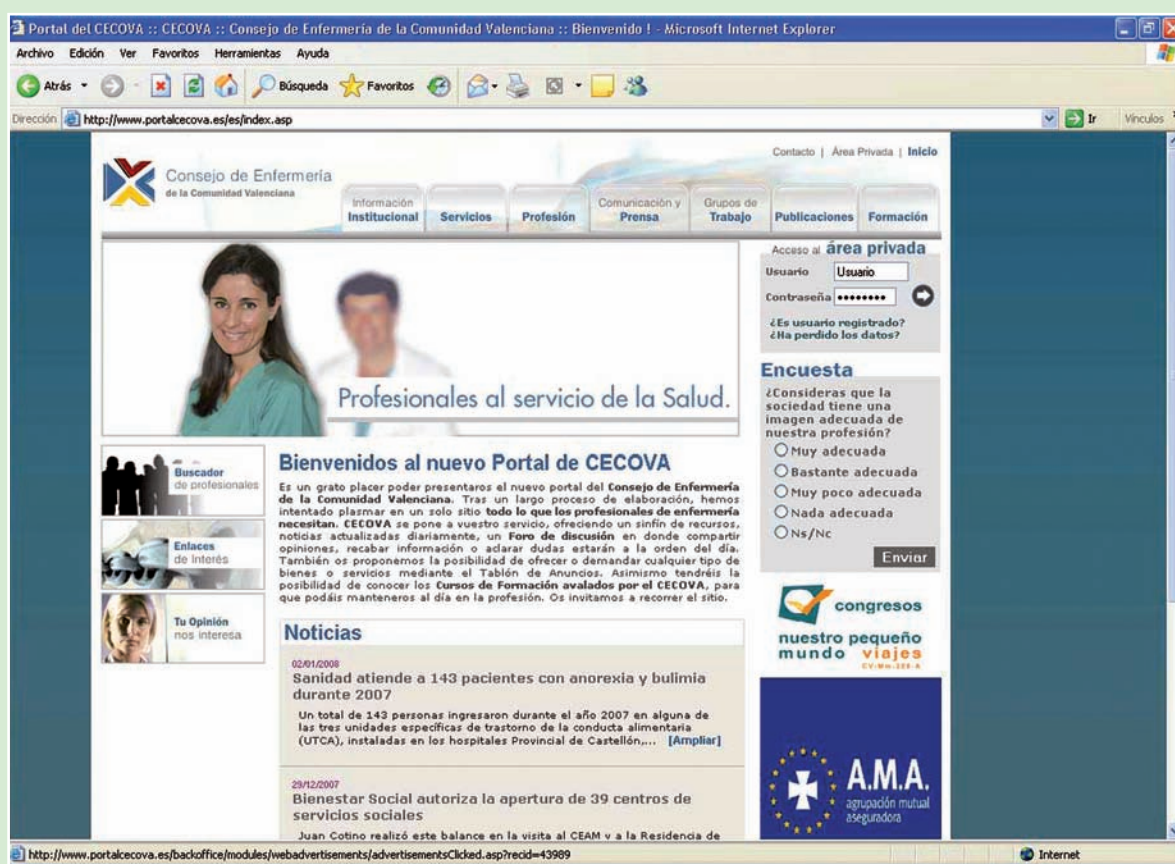 Portal del CECOVA :: CECOVA :: Consejo de Enfermería de la Comunidad Valenciana :: Bienvenido ! - Microsoft Internet Explorer
Archivo Edición Ver Favoritos Herramientas Ayuda
Atrás Búsqueda Favoritos
Dirección http://www.portalcecova.es/es/index.asp Ir Vínculos
Contacto | Área Privada | Inicio
Consejo de Enfermería
de la Comunidad Valenciana
Información Institucional Servicios Profesión Comunicación y Prensa Grupos de Trabajo Publicaciones Formación
Profesionales al servicio de la Salud.
Acceso al área privada
Usuario Usuario
Contraseña ••••••••
¿Es usuario registrado?
¿Ha perdido los datos?
Encuesta
¿Consideras que la
sociedad tiene una
imagen adecuada de
nuestra profesión?
Muy adecuada
Bastante adecuada
Muy poco adecuada
Nada adecuada
Ns/Nc
Enviar
Buscador
de profesionales
Enlaces
de Interés
Tu Opinión
nos interesa
Bienvenidos al nuevo Portal de CECOVA
Es un grato placer poder presentaros el nuevo portal del Consejo de Enfermería
de la Comunidad Valenciana. Tras un largo proceso de elaboración, hemos
intentado plasmar en un solo sitio todo lo que los profesionales de enfermería
necesitan. CECOVA se pone a vuestro servicio, ofreciendo un sinfín de recursos,
noticias actualizadas diariamente, un Foro de discusión en donde compartir
opiniones, recabar información o aclarar dudas estarán a la orden del día.
También os proponemos la posibilidad de ofrecer o demandar cualquier tipo de
bienes o servicios mediante el Tablón de Anuncios. Asimismo tendréis la
posibilidad de conocer los Cursos de Formación avalados por el CECOVA, para
que podáis manteneros al día en la profesión. Os invitamos a recorrer el sitio.
Noticias
02/01/2008
Sanidad atiende a 143 pacientes con anorexia y bulimia
durante 2007
Un total de 143 personas ingresaron durante el año 2007 en alguna de
las tres unidades específicas de trastorno de la conducta alimentaria
(UTCA), instaladas en los hospitales Provincial de Castellón,... [Ampliar]
29/12/2007
Bienestar Social autoriza la apertura de 39 centros de
servicios sociales
Juan Cotino realizó este balance en la visita al CEAM y a la Residencia de
congresos
nuestro pequeño
mundo viajes
CV-Mm-288-A
A.M.A.
agrupación mutual
aseguradora
http://www.portalcecova.es/backoffice/modules/webadvertisements/advertisementsClicked.asp?recid=43989 Internet